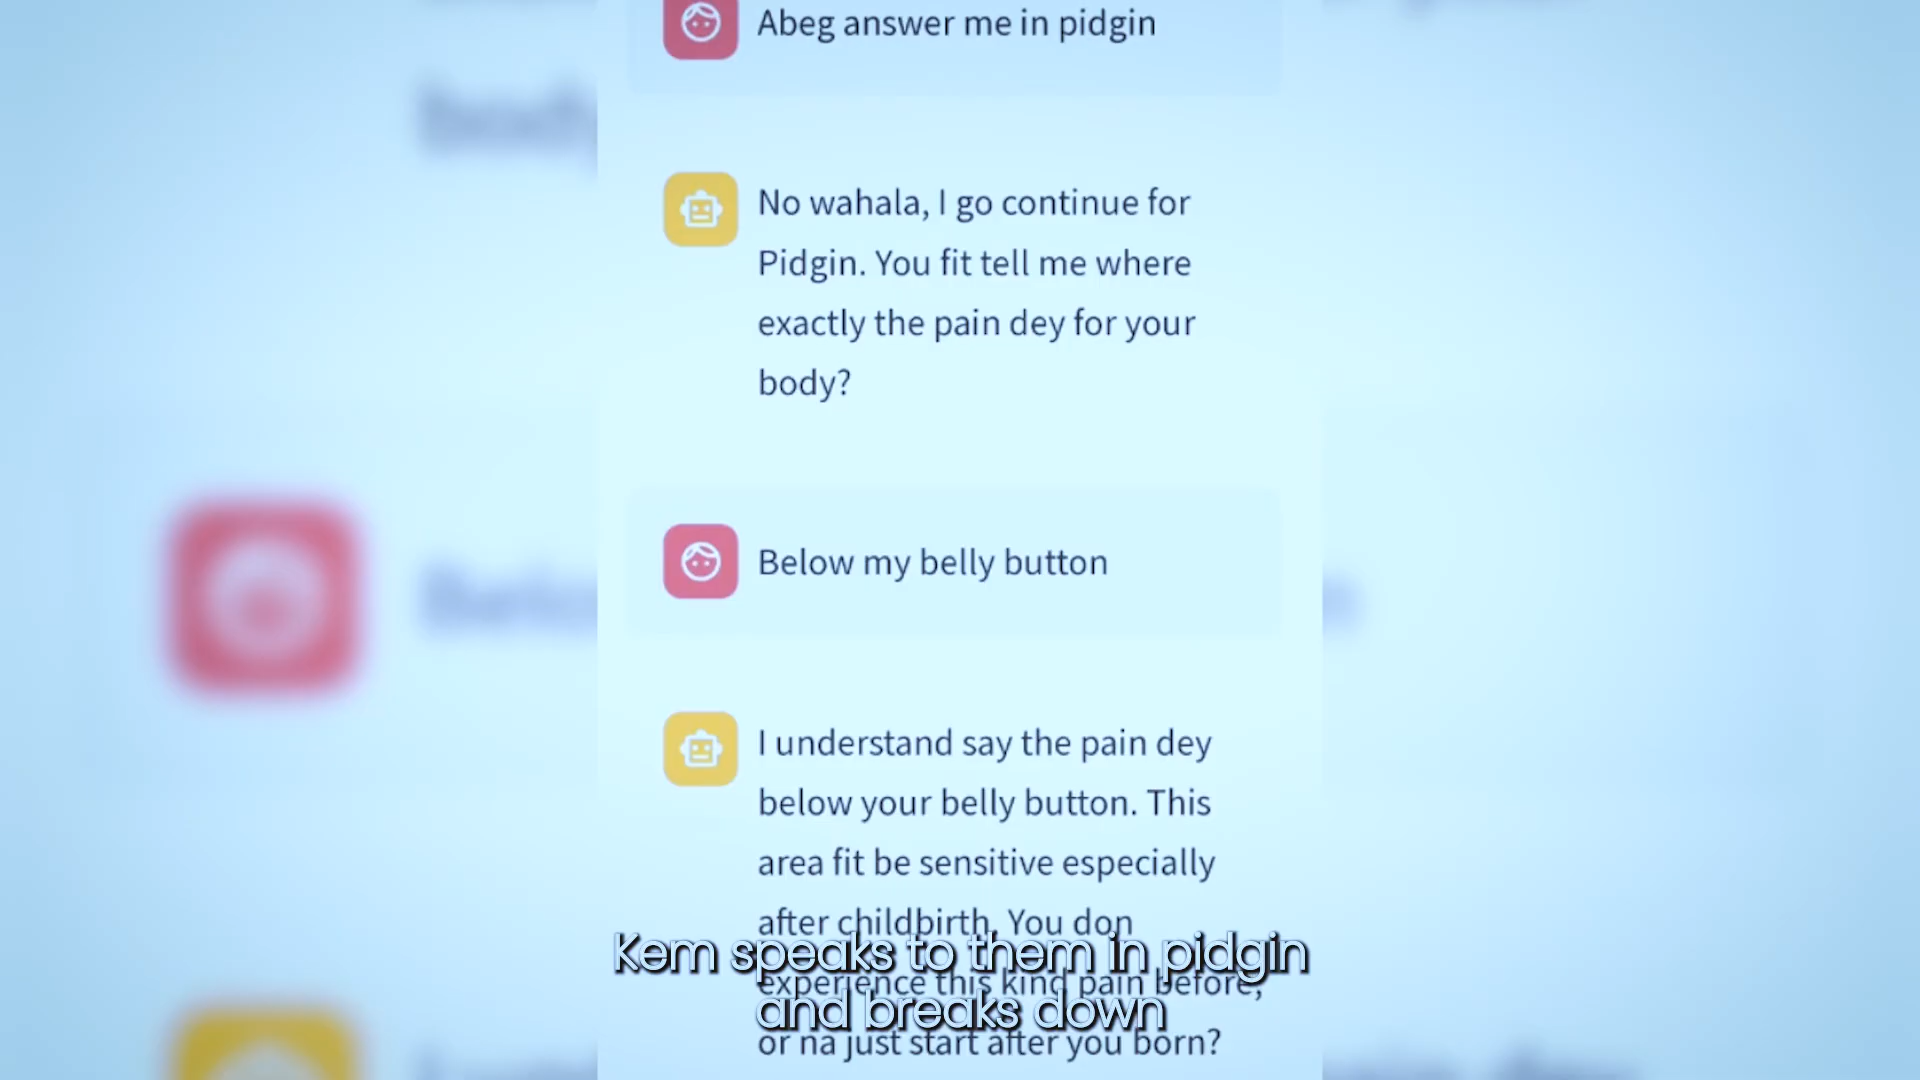 Abeg answer me in pidgin
No wahala, I go continue for
Pidgin. You fit tell me where
exactly the pain dey for your
body?
Below my belly button
I understand say the pain dey
below your belly button. This
area fit be sensitive especially
after childbirth. You don
experience this kind pain before,
or na just start after you born?
Kem speaks to them in pidgin
and breaks down